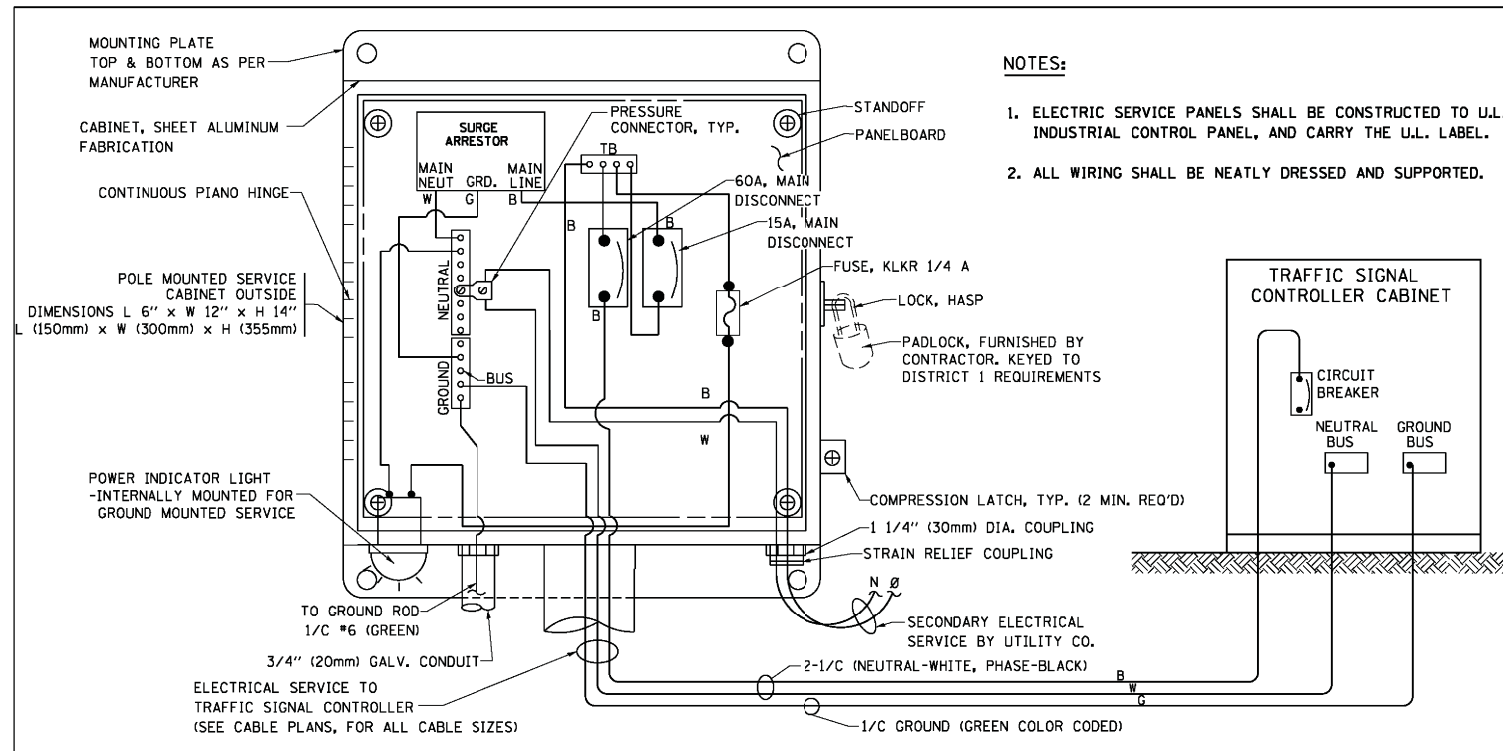 MOUNTING PLATE
TOP & BOTTOM AS PER
MANUFACTURER
CABINET, SHEET ALUMINUM
FABRICATION
CONTINUOUS PIANO HINGE
POLE MOUNTED SERVICE
CABINET OUTSIDE
DIMENSIONS L 6" x W 12" x H 14"
L (150mm) x W (300mm) x H (355mm)
POWER INDICATOR LIGHT
-INTERNALLY MOUNTED FOR
GROUND MOUNTED SERVICE
TO GROUND ROD
1/C #6 (GREEN)
3/4" (20mm) GALV. CONDUIT
ELECTRICAL SERVICE TO
TRAFFIC SIGNAL CONTROLLER
(SEE CABLE PLANS, FOR ALL CABLE SIZES)
SURGE
ARRESTOR
MAIN
NEUT
GRD.
MAIN
LINE
W
G
B
NEUTRAL
GROUND
BUS
PRESSURE
CONNECTOR, TYP.
TB
B
B
B
B
W
STANDOFF
PANELBOARD
60A, MAIN
DISCONNECT
15A, MAIN
DISCONNECT
FUSE, KLKR 1/4 A
LOCK, HASP
PADLOCK, FURNISHED BY
CONTRACTOR. KEYED TO
DISTRICT 1 REQUIREMENTS
COMPRESSION LATCH, TYP. (2 MIN. REQ'D)
1 1/4" (30mm) DIA. COUPLING
STRAIN RELIEF COUPLING
N Ø
SECONDARY ELECTRICAL
SERVICE BY UTILITY CO.
2-1/C (NEUTRAL-WHITE, PHASE-BLACK)
B
W
G
1/C GROUND (GREEN COLOR CODED)
NOTES:
1. ELECTRIC SERVICE PANELS SHALL BE CONSTRUCTED TO U.L.
INDUSTRIAL CONTROL PANEL, AND CARRY THE U.L. LABEL.
2. ALL WIRING SHALL BE NEATLY DRESSED AND SUPPORTED.
TRAFFIC SIGNAL
CONTROLLER CABINET
CIRCUIT
BREAKER
NEUTRAL
BUS
GROUND
BUS